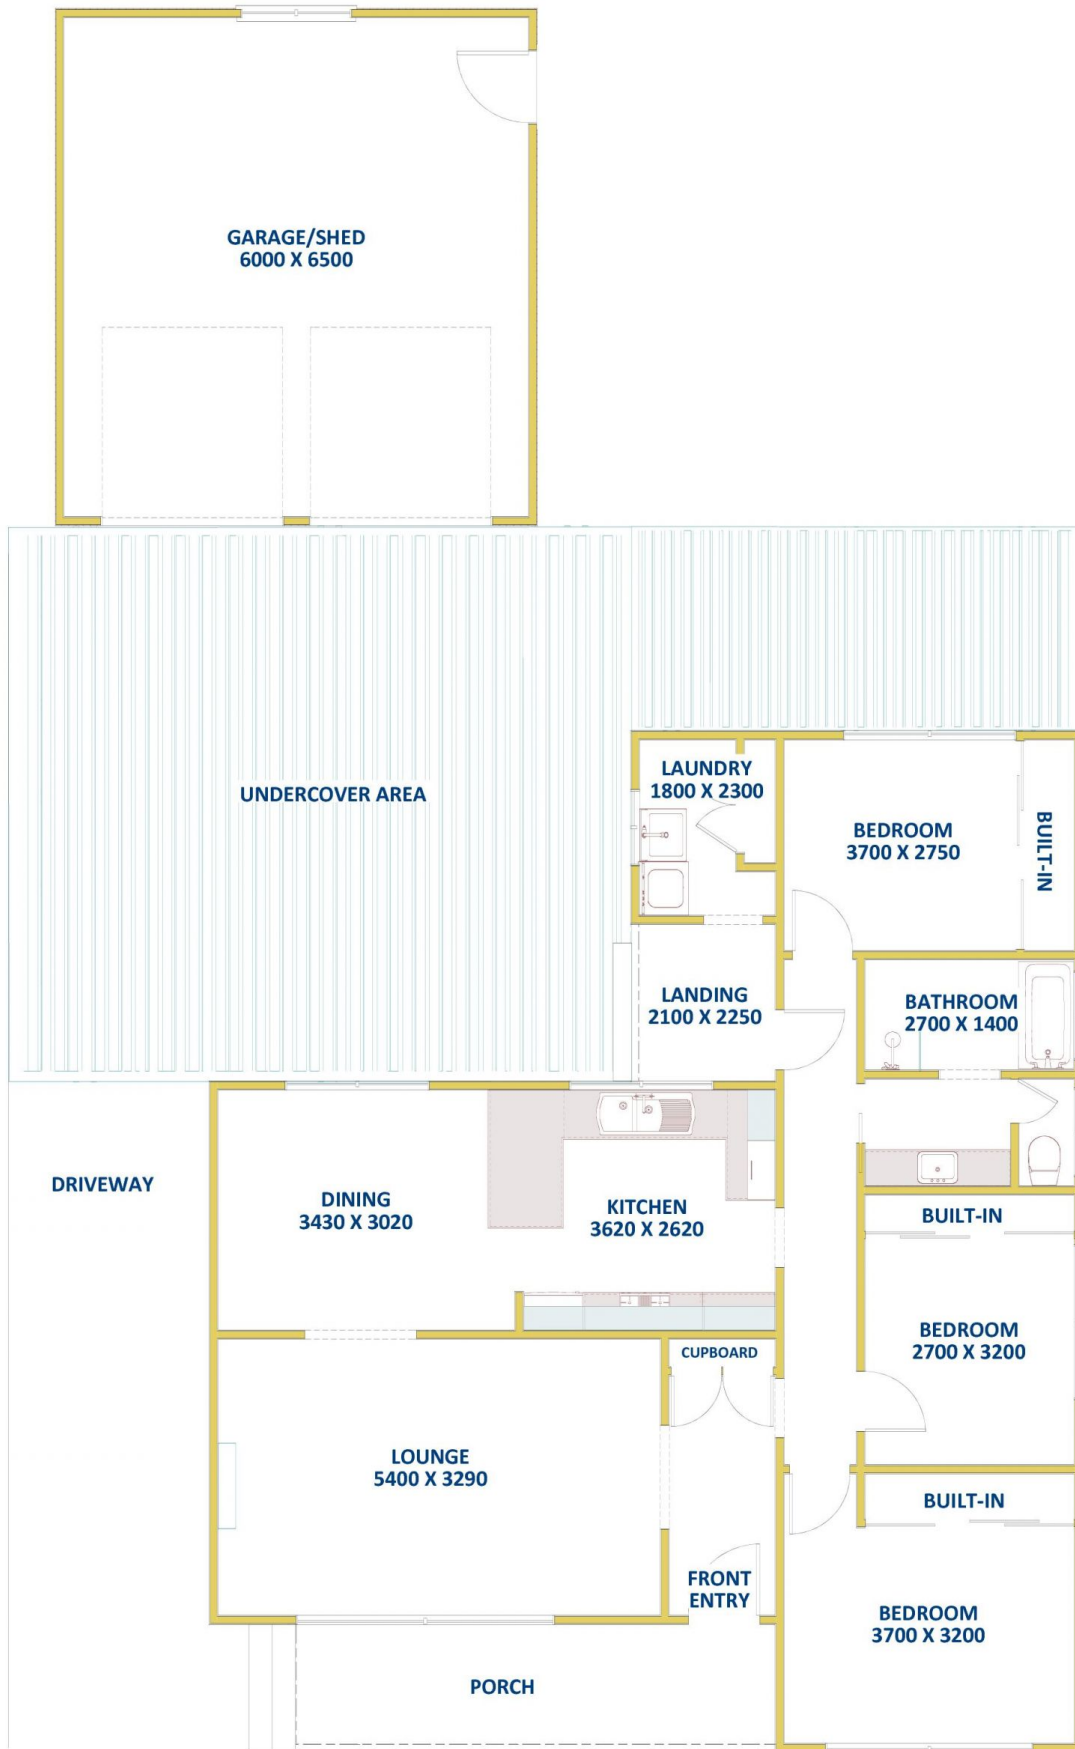 GARAGE/SHED
6000 X 6500
UNDERCOVER AREA
LAUNDRY
1800 X 2300
BEDROOM
3700 X 2750
BUILT-IN
LANDING
2100 X 2250
BATHROOM
2700 X 1400
DRIVEWAY
DINING
3430 X 3020
KITCHEN
3620 X 2620
BUILT-IN
BEDROOM
2700 X 3200
CUPBOARD
LOUNGE
5400 X 3290
BUILT-IN
FRONT
ENTRY
BEDROOM
3700 X 3200
PORCH